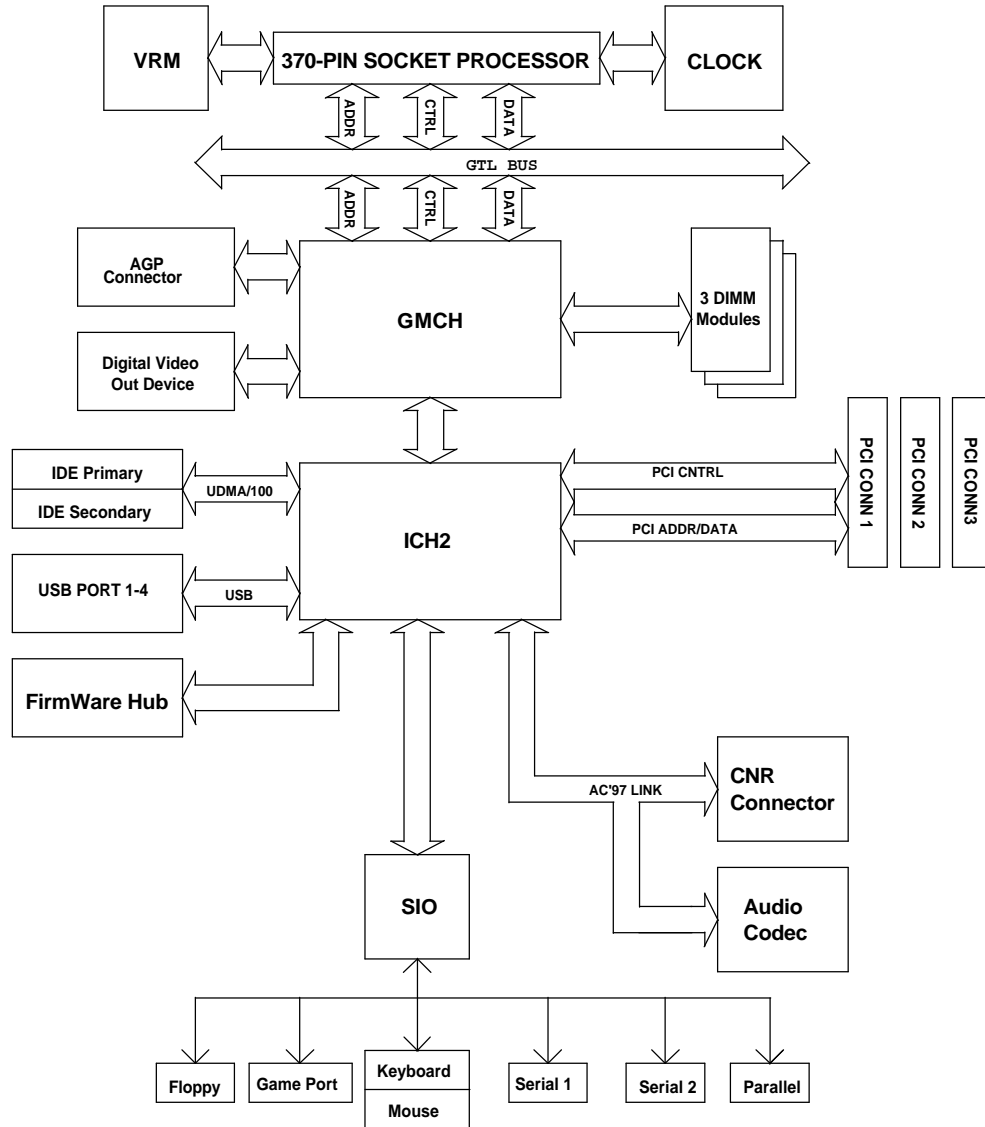 VRM
370-PIN SOCKET PROCESSOR
CLOCK
ADDR
CTRL
DATA
GTL BUS
ADDR
CTRL
DATA
AGP
Connector
GMCH
3 DIMM
Modules
Digital Video
Out Device
IDE Primary
IDE Secondary
UDMA/100
ICH2
PCI CNTRL
PCI ADDR/DATA
PCI CONN 1
PCI CONN 2
PCI CONN3
USB PORT 1-4
USB
FirmWare Hub
CNR
Connector
AC'97 LINK
SIO
Audio
Codec
Floppy
Game Port
Keyboard
Mouse
Serial 1
Serial 2
Parallel